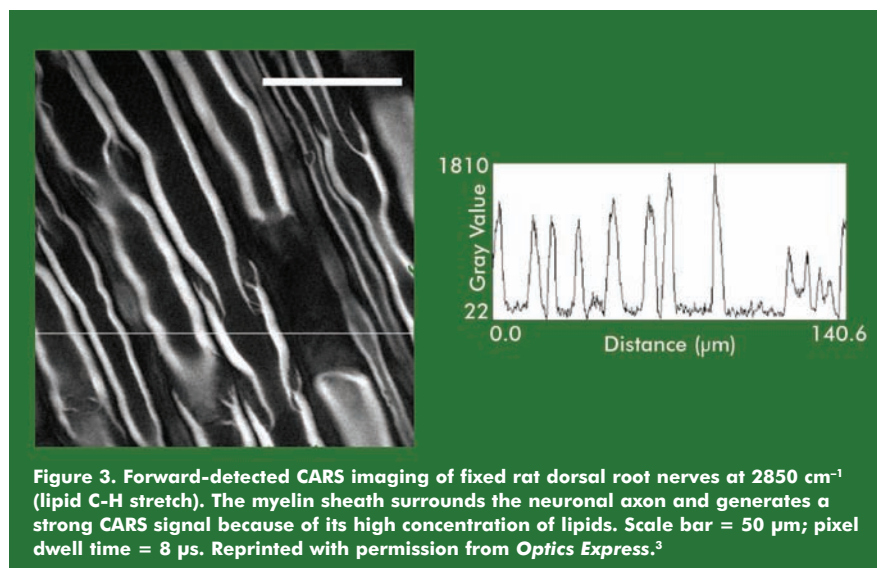 1810
Gray Value
22
0.0
140.6
Distance (µm)
Figure 3. Forward-detected CARS imaging of fixed rat dorsal root nerves at 2850 cm⁻¹
(lipid C-H stretch). The myelin sheath surrounds the neuronal axon and generates a
strong CARS signal because of its high concentration of lipids. Scale bar = 50 µm; pixel
dwell time = 8 µs. Reprinted with permission from Optics Express.³